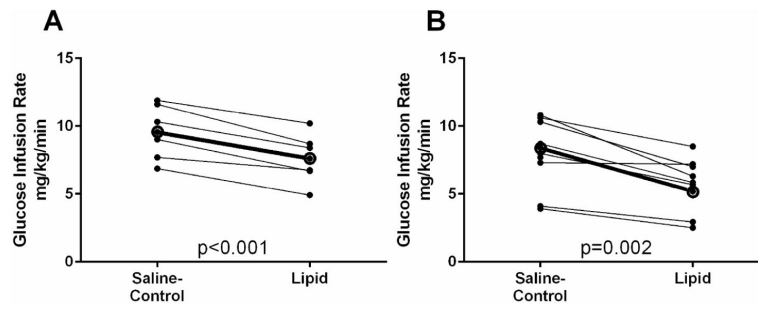 A
Glucose Infusion Rate
mg/kg/min
15
10
5
0
p<0.001
Saline-
Control
Lipid
B
Glucose Infusion Rate
mg/kg/min
15
10
5
0
p=0.002
Saline-
Control
Lipid